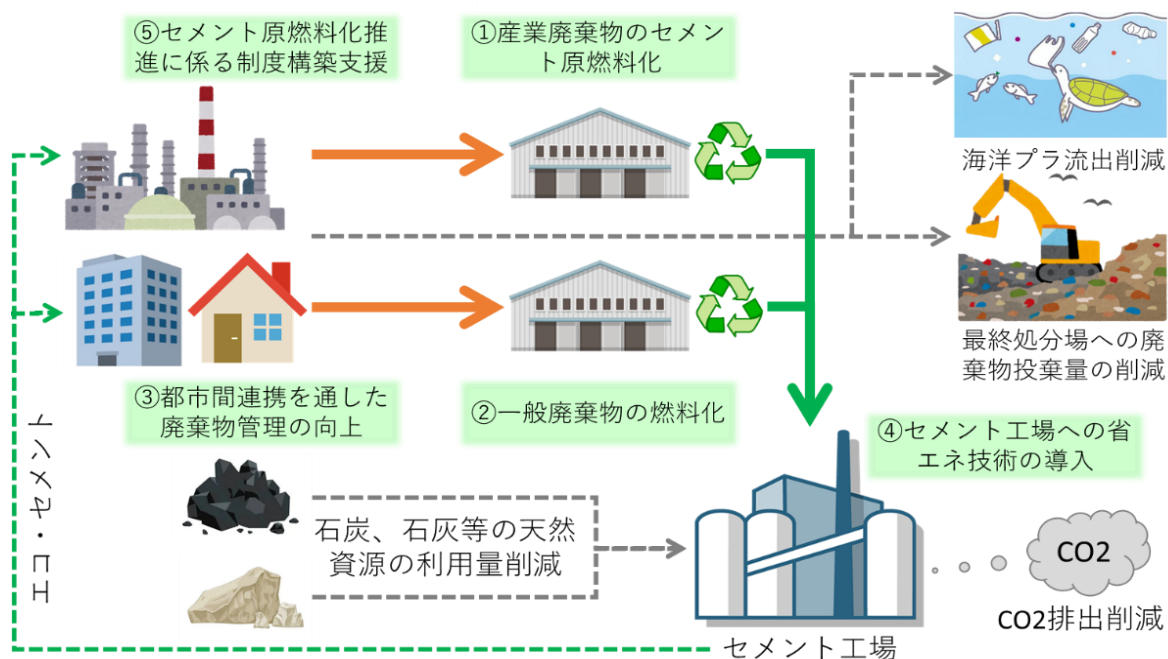 ⑤セメント原燃料化推
進に係る制度構築支援
①産業廃棄物のセメン
ト原燃料化
海洋プラ流出削減
最終処分場への廃
棄物投棄量の削減
③都市間連携を通した
廃棄物管理の向上
②一般廃棄物の燃料化
④セメント工場への省
エネ技術の導入
エコ・セメント
石炭、石灰等の天然
資源の利用量削減
CO2
CO2排出削減
セメント工場